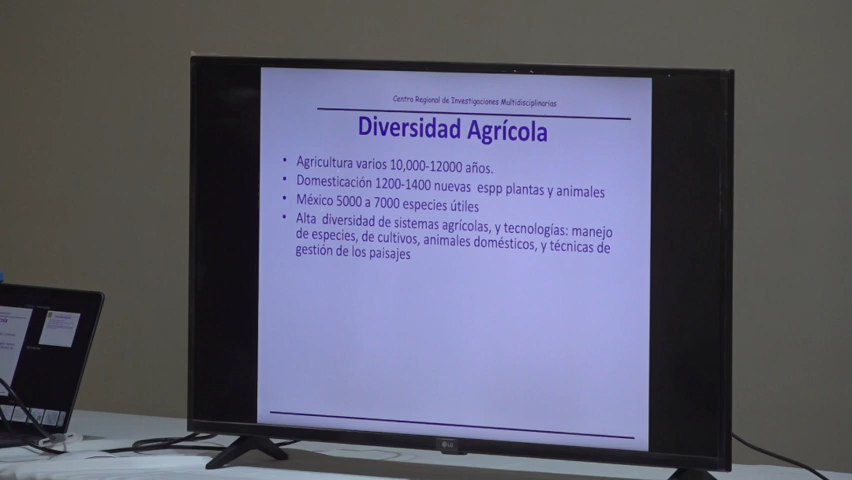 Centro Regional de Investigaciones Multidisciplinarias
Diversidad Agrícola
• Agricultura varios 10,000-12000 años.
• Domesticación 1200-1400 nuevas espp plantas y animales
• México 5000 a 7000 especies útiles
• Alta diversidad de sistemas agrícolas, y tecnologías: manejo
de especies, de cultivos, animales domésticos, y técnicas de
gestión de los paisajes
LG